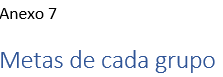 Anexo 7
Metas de cada grupo